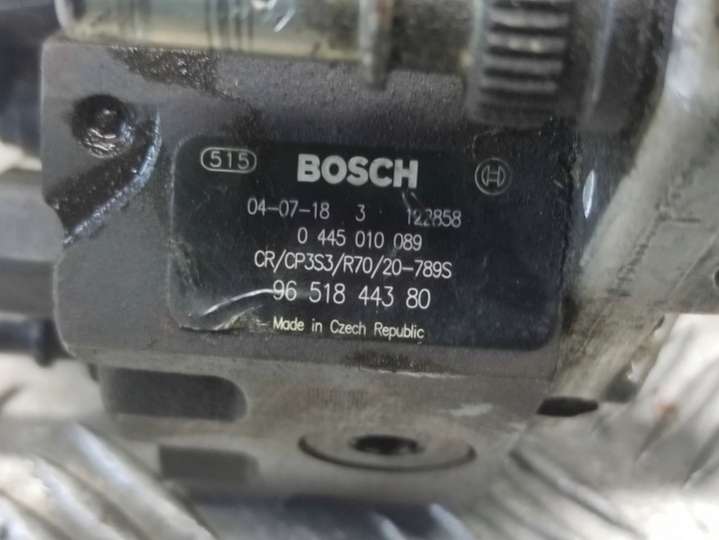 515 BOSCH
04-07-18 3 122858
0 445 010 089
CR/CP3S3/R70/20-789S
96 518 443 80
Made in Czech Republic